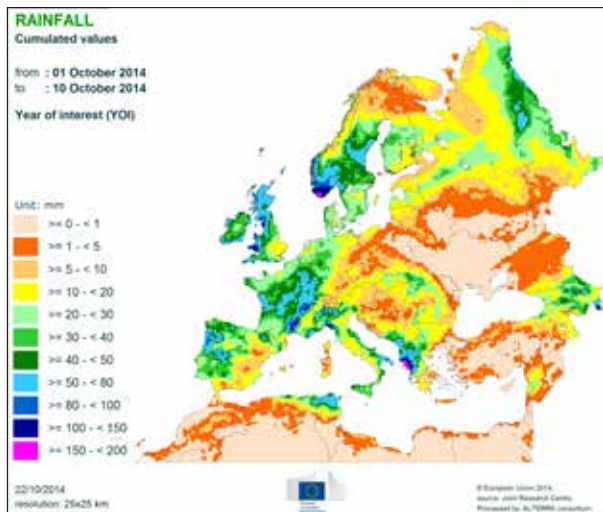 RAINFALL
Cumulated values
from : 01 October 2014
to : 10 October 2014
Year of interest (YOI)
Unit: mm
>= 0 - < 1
>= 1 - < 5
>= 5 - < 10
>= 10 - < 20
>= 20 - < 30
>= 30 - < 40
>= 40 - < 50
>= 50 - < 80
>= 80 - < 100
>= 100 - < 150
>= 150 - < 200
22/10/2014
resolution: 25x25 km
© European Union 2014
source: Joint Research Centre
Processed by ALTERRA consortium